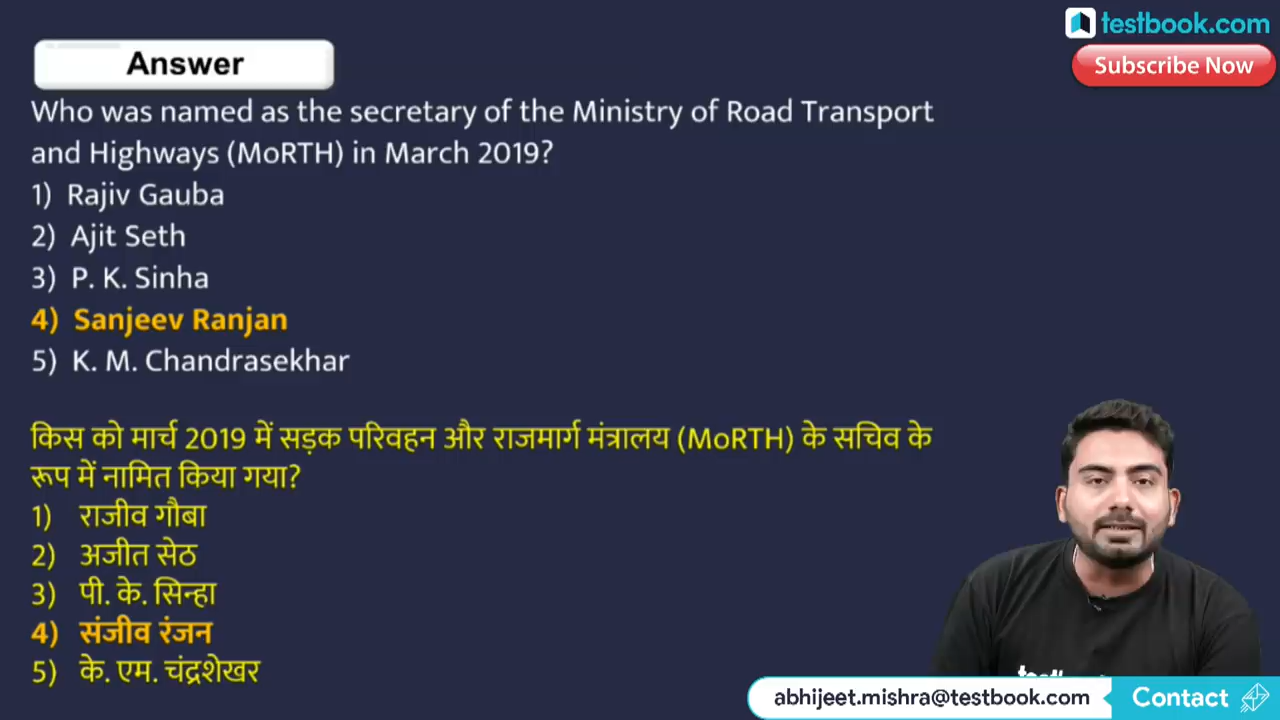 testbook.com
Subscribe Now
Answer
Who was named as the secretary of the Ministry of Road Transport
and Highways (MoRTH) in March 2019?
1) Rajiv Gauba
2) Ajit Seth
3) P. K. Sinha
4) Sanjeev Ranjan
5) K. M. Chandrasekhar
किस को मार्च 2019 में सड़क परिवहन और राजमार्ग मंत्रालय (MoRTH) के सचिव के
रूप में नामित किया गया?
1) राजीव गौबा
2) अजीत सेठ
3) पी. के. सिन्हा
4) संजीव रंजन
5) के. एम. चंद्रशेखर
abhijeet.mishra@testbook.com
Contact